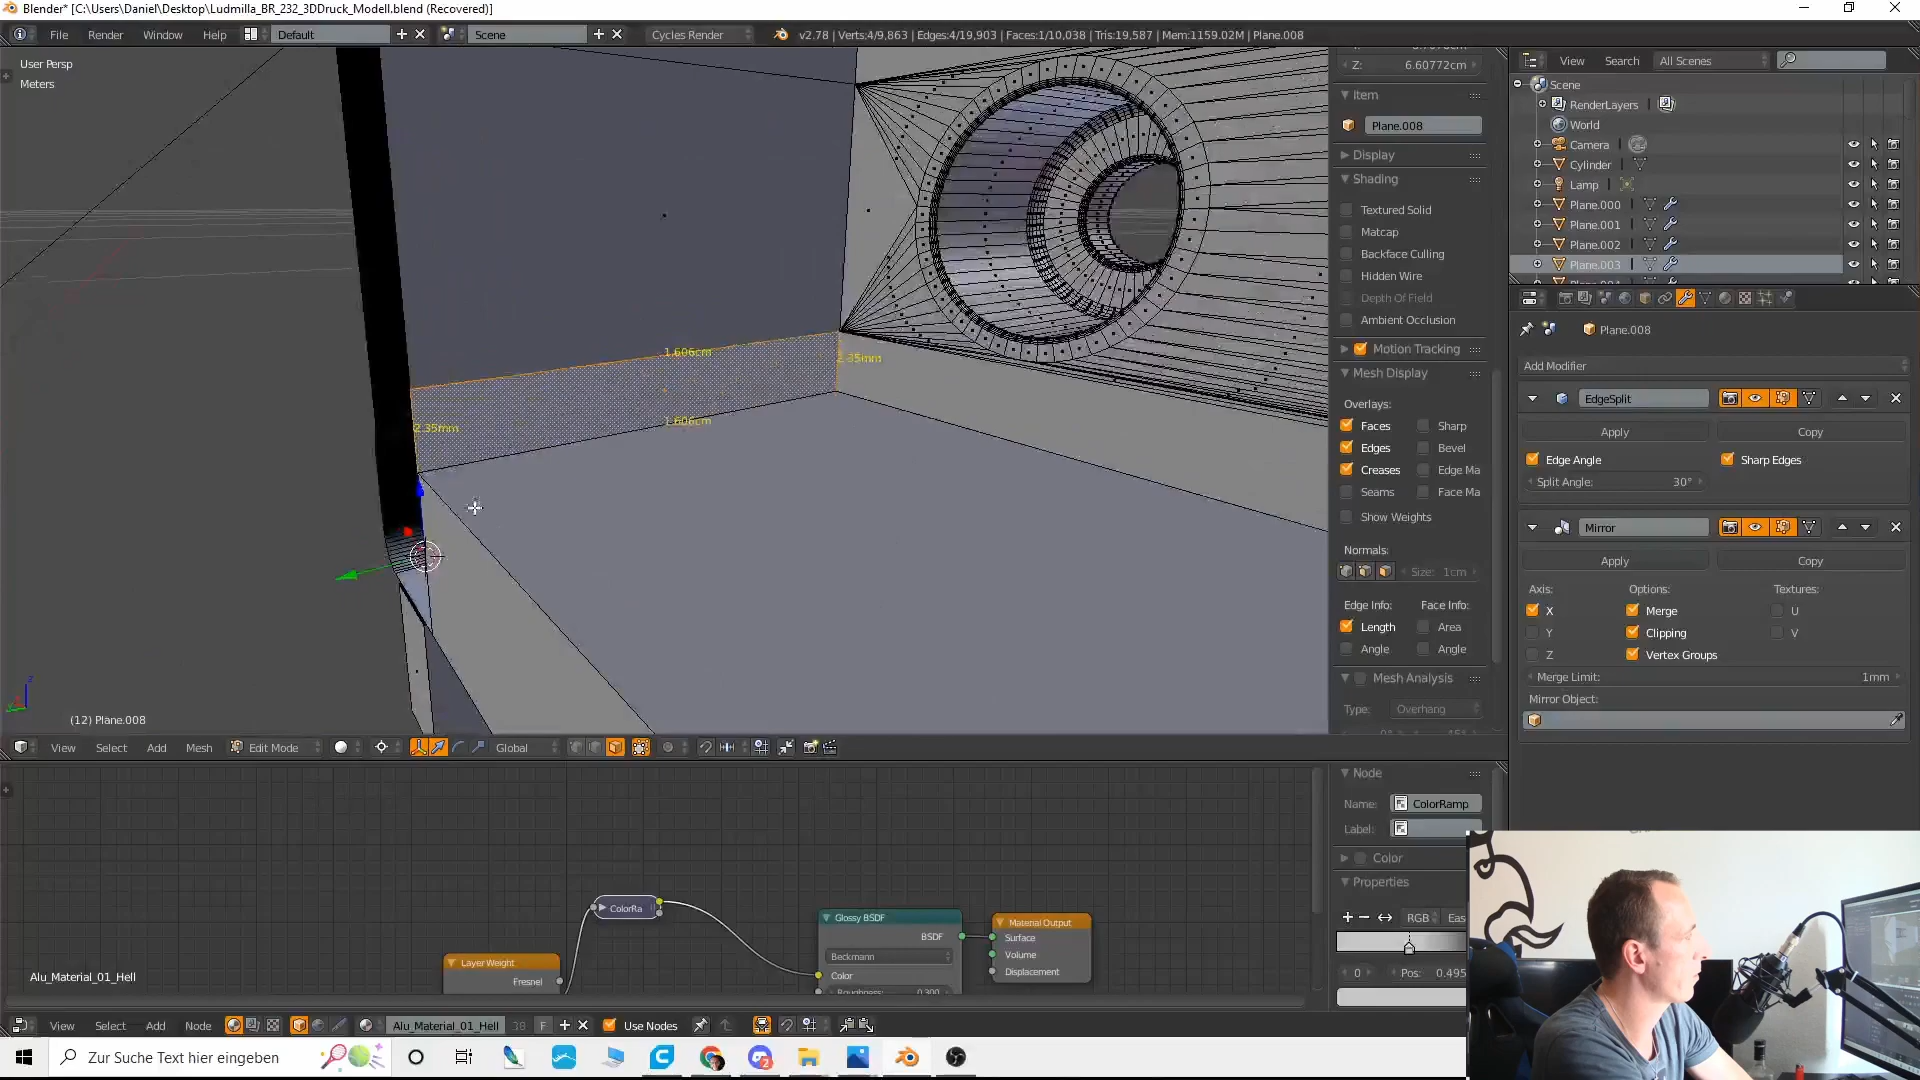 Blender* [C:\Users\Daniel\Desktop\Ludmilla_BR_232_3DDruck_Modell.blend (Recovered)]
File Render Window Help Default Scene Cycles Render v2.78 | Verts:4/9,863 | Edges:4/19,903 | Faces:1/10,038 | Tris:19,587 | Mem:1159.02M | Plane.008
User Persp
Meters
1.606cm
2.35mm
2.35mm
1.606cm
(12) Plane.008
View Select Add Mesh Edit Mode Global
Z: 6.60772cm
Item
Plane.008
Display
Shading
Textured Solid
Matcap
Backface Culling
Hidden Wire
Depth Of Field
Ambient Occlusion
Motion Tracking
Mesh Display
Overlays:
Faces Sharp
Edges Bevel
Creases Edge Ma
Seams Face Ma
Show Weights
Normals:
Size: 1cm
Edge Info: Face Info:
Length Area
Angle Angle
Mesh Analysis
Type: Overhang
View Search All Scenes
Scene
RenderLayers
World
Camera
Cylinder
Lamp
Plane.000
Plane.001
Plane.002
Plane.003
Plane.008
Add Modifier
EdgeSplit
Apply Copy
Edge Angle Sharp Edges
Split Angle: 30°
Mirror
Apply Copy
Axis: Options: Textures:
X Merge U
Y Clipping V
Z Vertex Groups
Merge Limit: 1mm
Mirror Object:
Node
Name: ColorRamp
Label:
Color
Properties
RGB Eas
0 Pos: 0.495
ColorRa
Layer Weight
Fresnel
Glossy BSDF
BSDF
Beckmann
Color
Roughness: 0.300
Material Output
Surface
Volume
Displacement
Alu_Material_01_Hell
View Select Add Node Alu_Material_01_Hell 38 F Use Nodes
Zur Suche Text hier eingeben
2